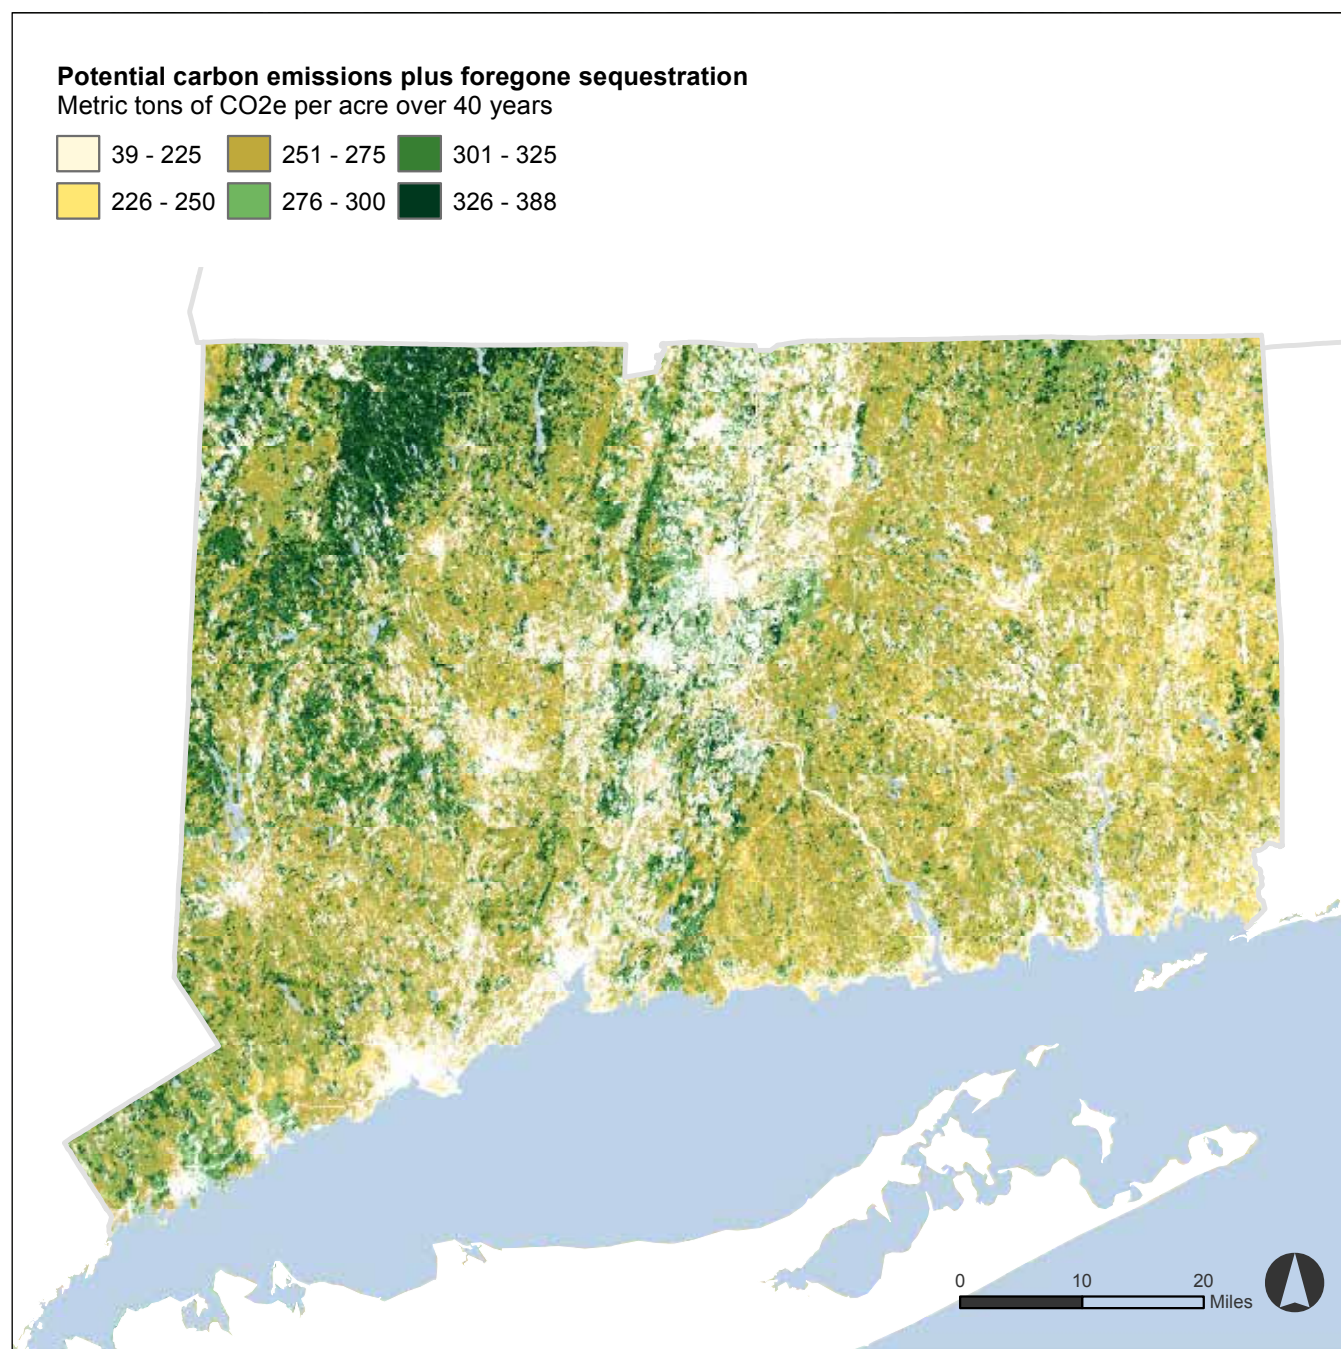 Potential carbon emissions plus foregone sequestration
Metric tons of CO2e per acre over 40 years
39 - 225 251 - 275 301 - 325
226 - 250 276 - 300 326 - 388
0 10 20
Miles